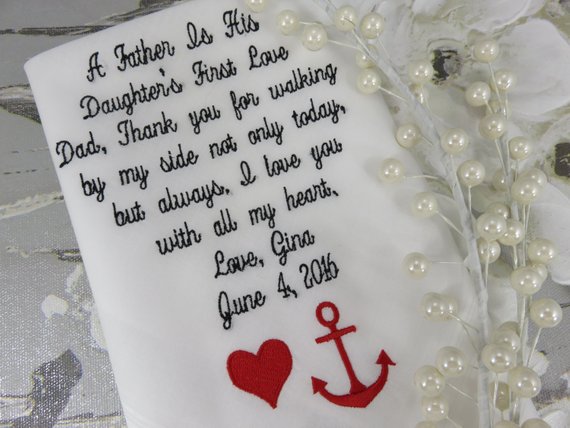 A Father Is His
Daughter's First Love
Dad, Thank you for walking
by my side not only today,
but always. I love you
with all my heart.
Love, Gina
June 4, 2016